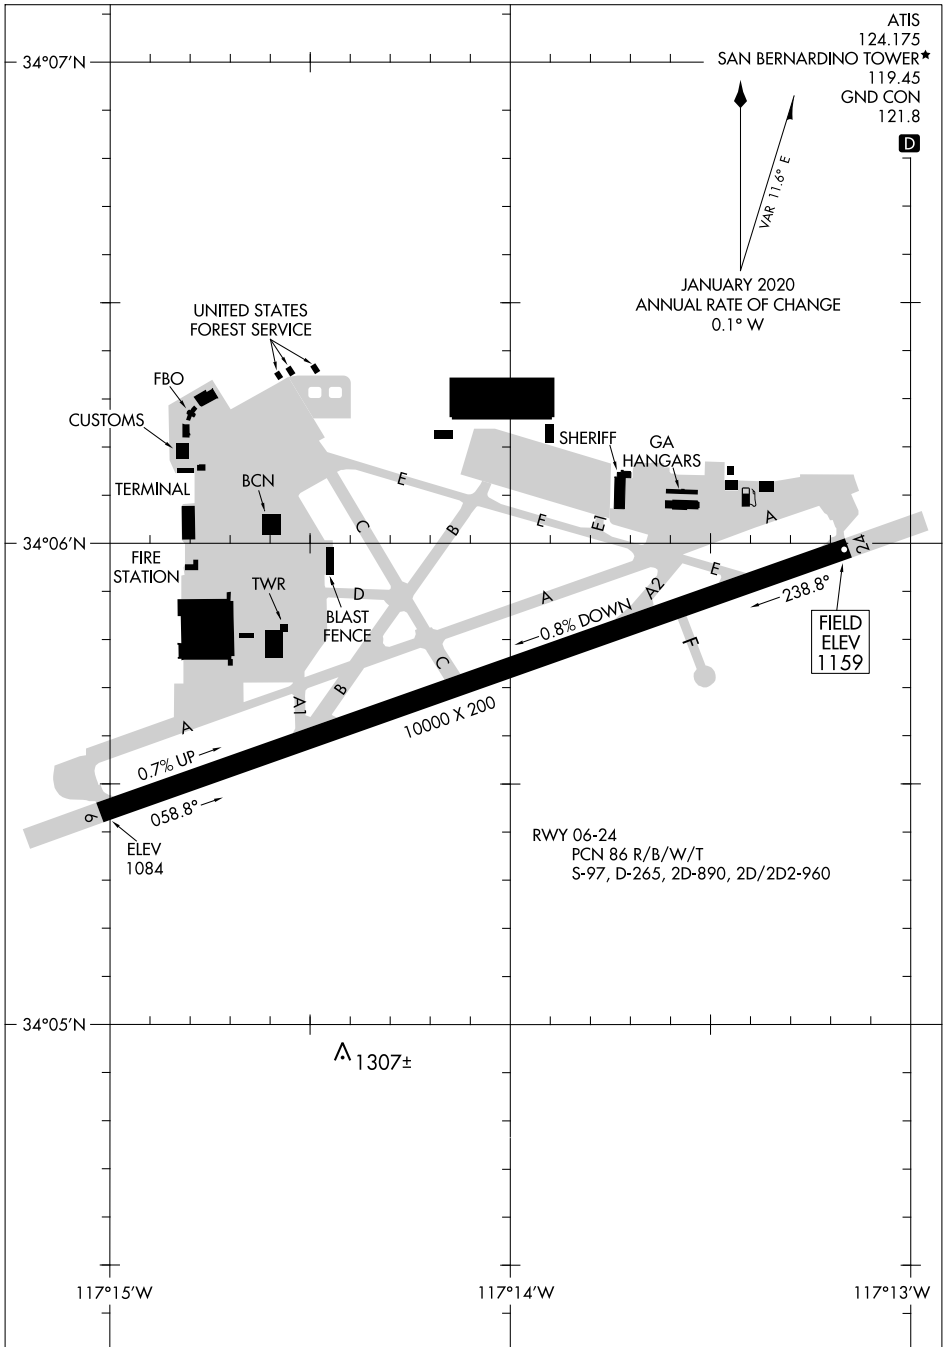 ATIS
124.175
SAN BERNARDINO TOWER★
119.45
GND CON
121.8
D
34°07'N
VAR 11.6° E
JANUARY 2020
ANNUAL RATE OF CHANGE
0.1° W
UNITED STATES
FOREST SERVICE
FBO
CUSTOMS
TERMINAL
BCN
SHERIFF
GA
HANGARS
E
C
B
E
E1
A
34°06'N
24
FIRE
STATION
TWR
D
BLAST
FENCE
A
A2
E
238.8°
0.8% DOWN
FIELD
ELEV
1159
F
C
B
A1
A
10000 X 200
0.7% UP
058.8°
6
ELEV
1084
RWY 06-24
PCN 86 R/B/W/T
S-97, D-265, 2D-890, 2D/2D2-960
34°05'N
1307±
117°15'W
117°14'W
117°13'W